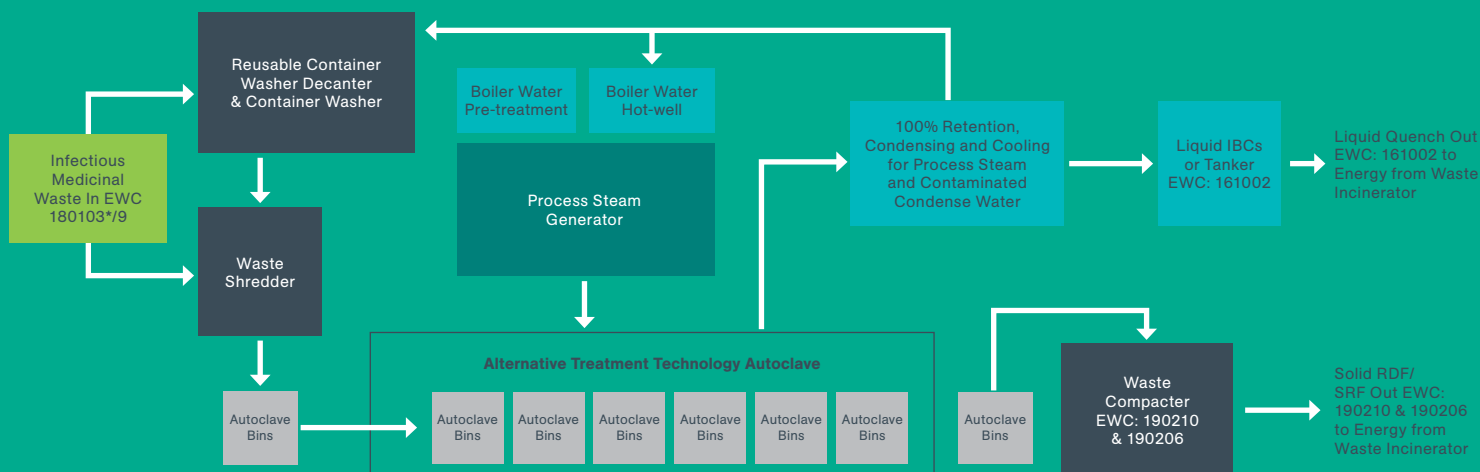 Reusable Container
Washer Decanter
& Container Washer
Boiler Water
Pre-treatment
Boiler Water
Hot-well
Infectious
Medicinal
Waste In EWC
180103*/9
100% Retention,
Condensing and Cooling
for Process Steam
and Contaminated
Condense Water
Liquid IBCs
or Tanker
EWC: 161002
Liquid Quench Out
EWC: 161002 to
Energy from Waste
Incinerator
Process Steam
Generator
Waste
Shredder
Alternative Treatment Technology Autoclave
Autoclave
Bins
Autoclave
Bins
Autoclave
Bins
Autoclave
Bins
Autoclave
Bins
Autoclave
Bins
Autoclave
Bins
Autoclave
Bins
Waste
Compacter
EWC: 190210
& 190206
Solid RDF/
SRF Out EWC:
190210 & 190206
to Energy from
Waste Incinerator